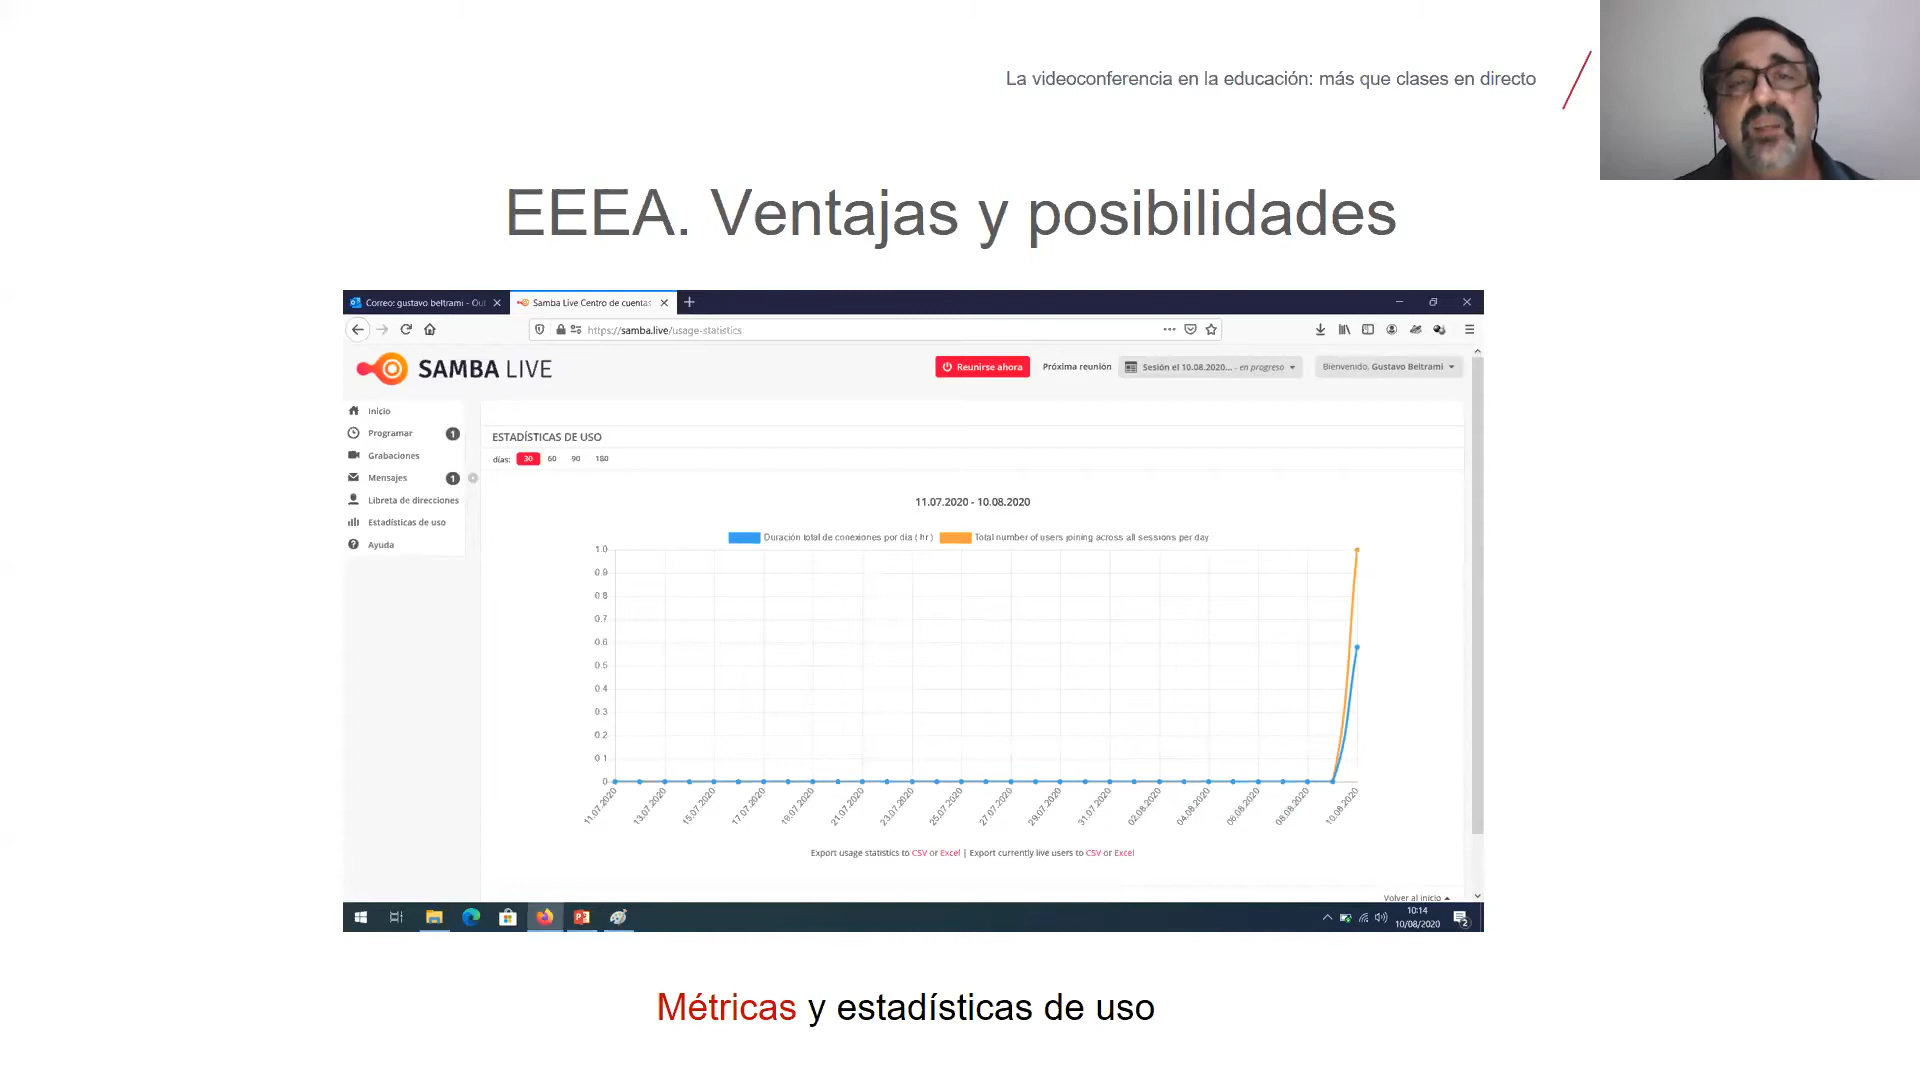 La videoconferencia en la educación: más que clases en directo
EEEA. Ventajas y posibilidades
Correo: gustavo beltrami - Out
Samba Live Centro de cuentas
https://samba.live/usage-statistics
SAMBA LIVE
Reunirse ahora
Próxima reunión
Sesión el 10.08.2020... - en progreso
Bienvenido, Gustavo Beltrami
Inicio
Programar 1
Grabaciones
Mensajes 1
Libreta de direcciones
Estadísticas de uso
Ayuda
ESTADÍSTICAS DE USO
días: 30 60 90 180
11.07.2020 - 10.08.2020
Duración total de conexiones por día ( hr ) Total number of users joining across all sessions per day
1.0
0.9
0.8
0.7
0.6
0.5
0.4
0.3
0.2
0.1
0
11.07.2020 13.07.2020 15.07.2020 17.07.2020 19.07.2020 21.07.2020 23.07.2020 25.07.2020 27.07.2020 29.07.2020 31.07.2020 02.08.2020 04.08.2020 06.08.2020 08.08.2020 10.08.2020
Export usage statistics to CSV or Excel | Export currently live users to CSV or Excel
Volver al inicio
10:14
10/08/2020
2
Métricas y estadísticas de uso